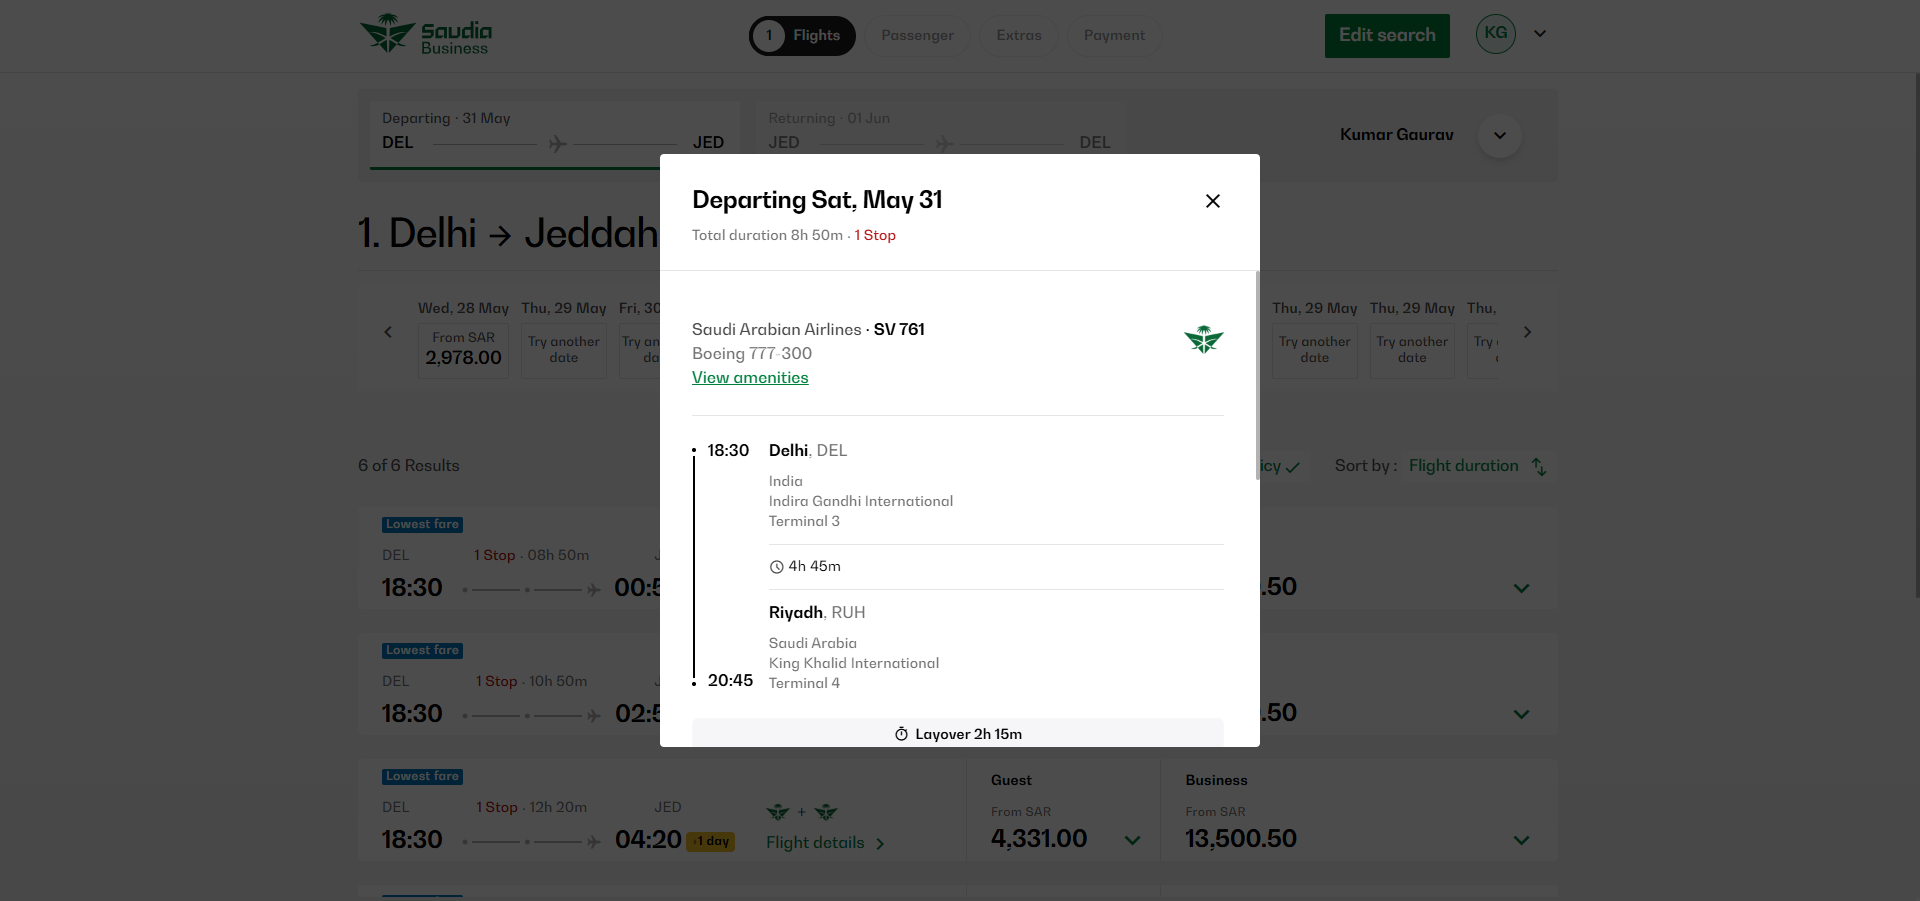 Saudia
Business
1 Flights
Passenger
Extras
Payment
Edit search
KG
Departing · 31 May
DEL JED
Returning · 01 Jun
JED DEL
Kumar Gaurav
1. Delhi → Jeddah
Wed, 28 May
From SAR
2,978.00
Thu, 29 May
Try another
date
Fri, 30
Try an
da
Thu, 29 May
Try another
date
Thu, 29 May
Try another
date
Thu,
Try
6 of 6 Results
icy
Sort by : Flight duration
Departing Sat, May 31
Total duration 8h 50m · 1 Stop
Saudi Arabian Airlines · SV 761
Boeing 777-300
View amenities
18:30 Delhi, DEL
India
Indira Gandhi International
Terminal 3
4h 45m
Riyadh, RUH
Saudi Arabia
King Khalid International
20:45 Terminal 4
Layover 2h 15m
Lowest fare
DEL 1 Stop · 08h 50m
18:30 00:5
.50
Lowest fare
DEL 1 Stop · 10h 50m
18:30 02:5
.50
Lowest fare
DEL 1 Stop · 12h 20m JED
18:30 04:20 +1 day
+
Flight details
Guest
From SAR
4,331.00
Business
From SAR
13,500.50